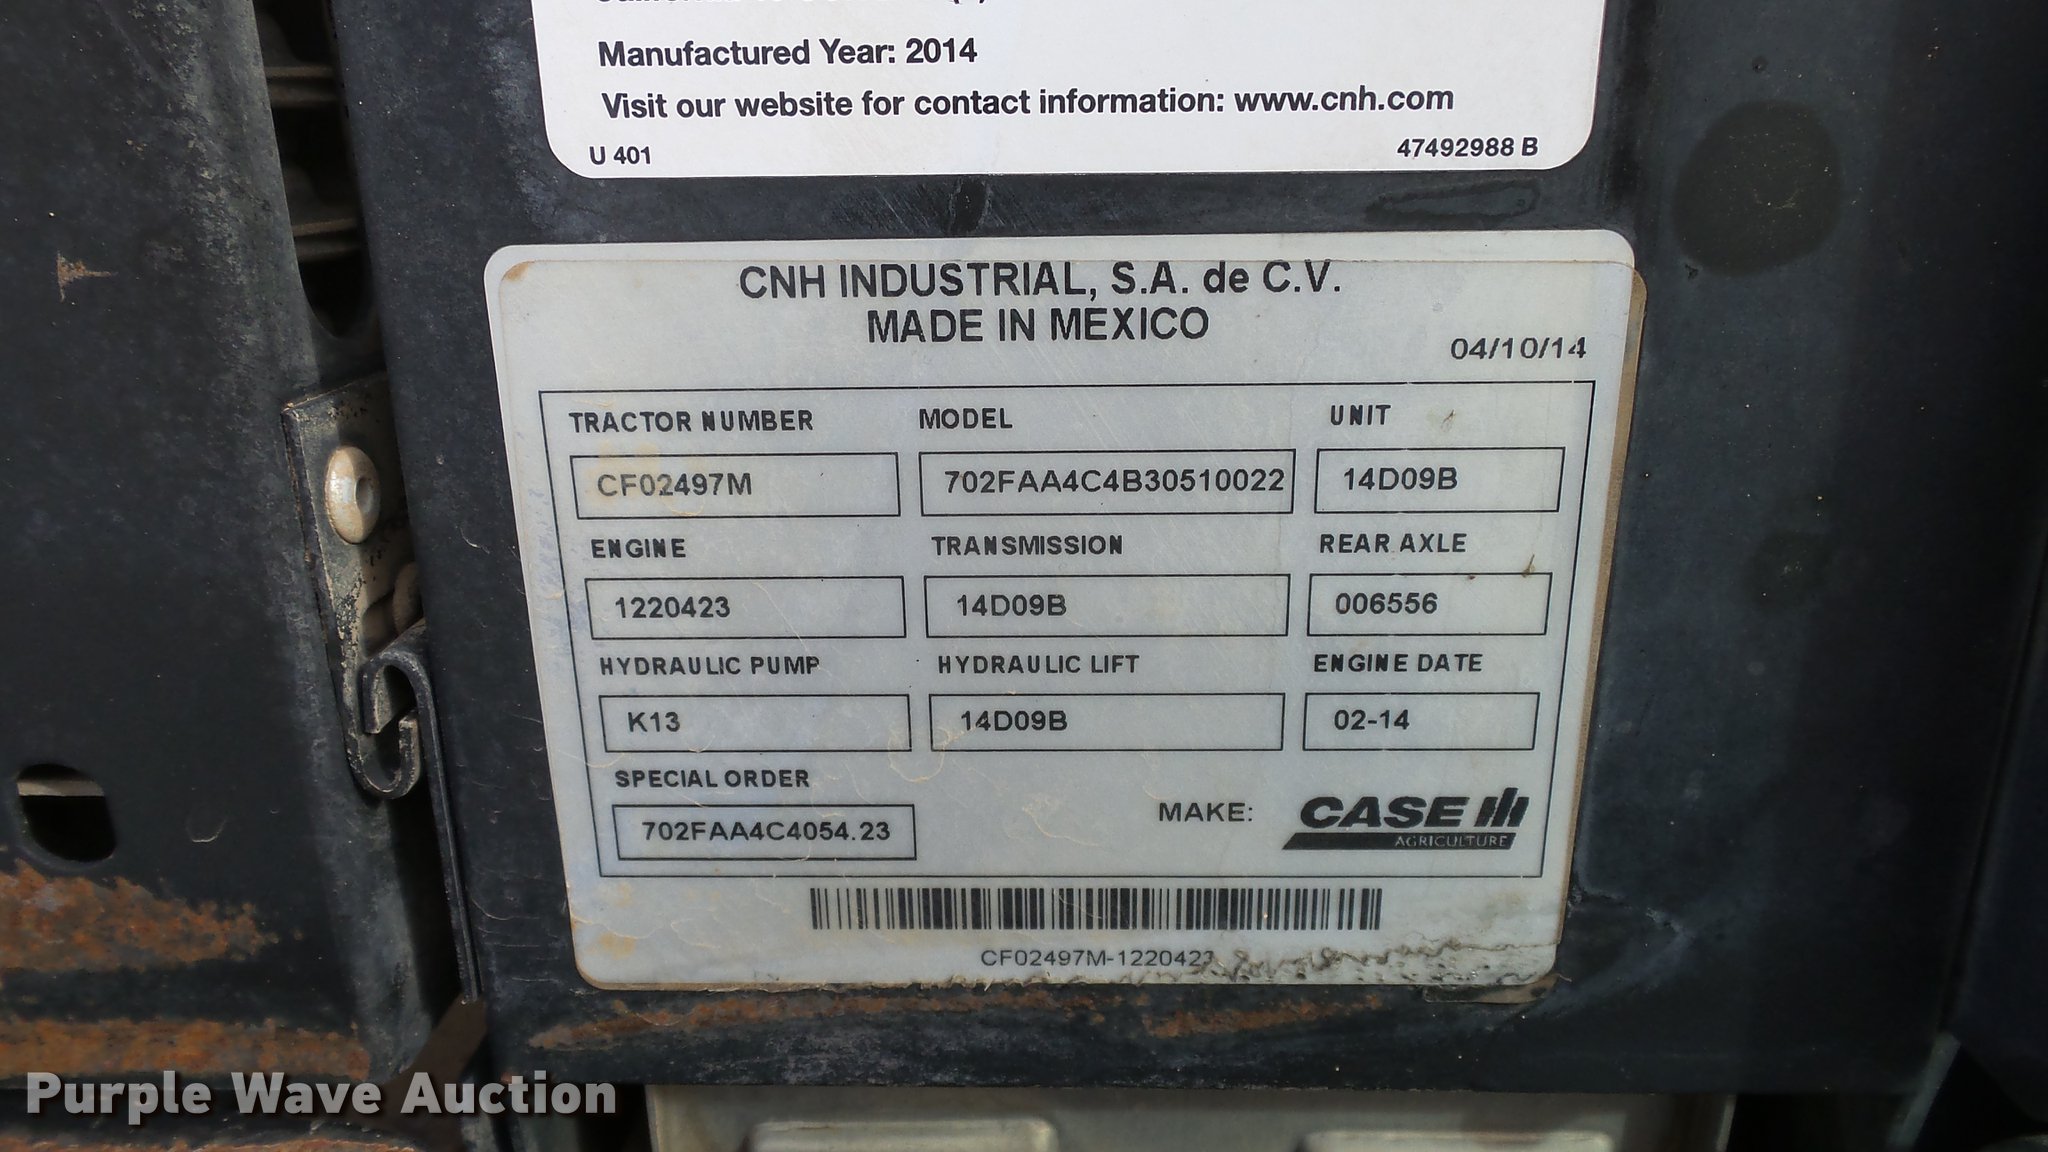 Manufactured Year: 2014
Visit our website for contact information: www.cnh.com
U 401 47492988 B
CNH INDUSTRIAL, S.A. de C.V.
MADE IN MEXICO
04/10/14
TRACTOR NUMBER MODEL UNIT
CF02497M 702FAA4C4B30510022 14D09B
ENGINE TRANSMISSION REAR AXLE
1220423 14D09B 006556
HYDRAULIC PUMP HYDRAULIC LIFT ENGINE DATE
K13 14D09B 02-14
SPECIAL ORDER
702FAA4C4054.23
MAKE: CASE IH
AGRICULTURE
CF02497M-1220423
Purple Wave Auction